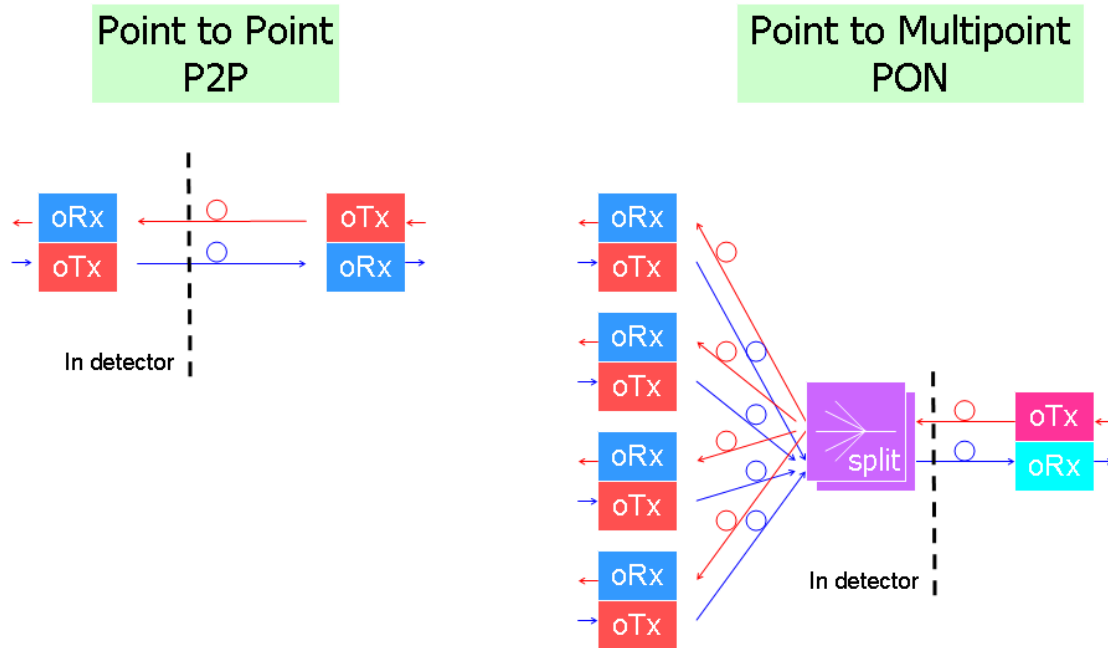 Point to Point
P2P
Point to Multipoint
PON
oRx
oTx
oTx
oRx
In detector
oRx
oTx
oRx
oTx
oRx
oTx
oRx
oTx
split
oTx
oRx
In detector